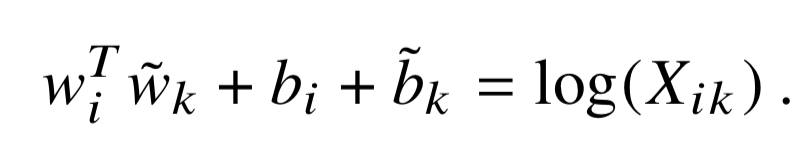 $w_i^T \tilde{w}_k + b_i + \tilde{b}_k = \log(X_{ik})\,.$